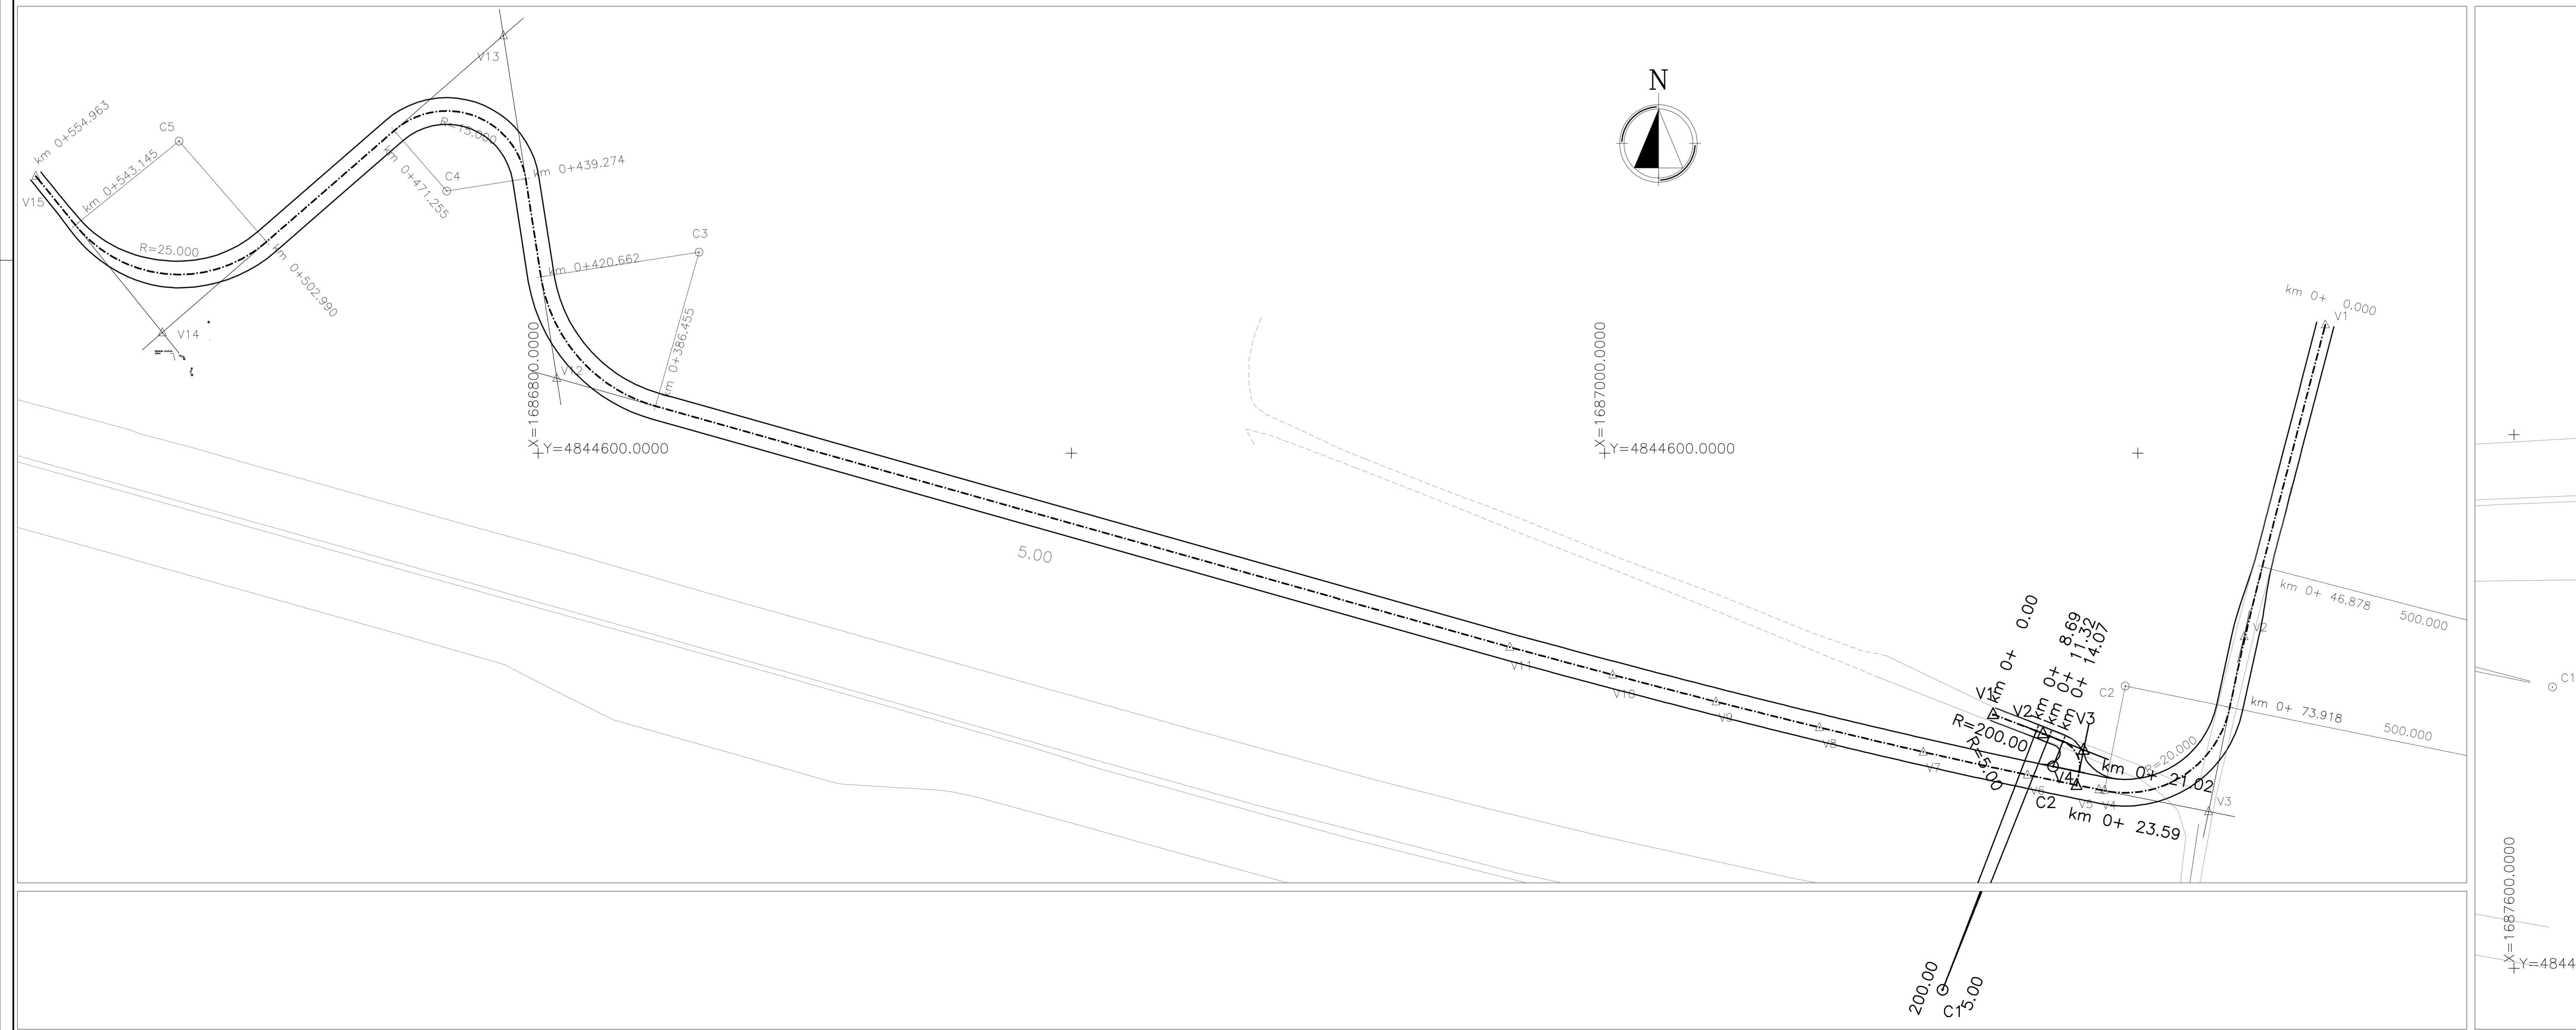 V13
N
km 0+554.963
C5
km 0+543.145
R=15.000
km 0+439.274
C4
km 0+471.255
V15
C3
R=25.000
km 0+420.662
km 0+502.990
km 0+ 0.000
V1
V14
km 0+386.455
V12
X=1686800.0000
Y=4844600.0000
X=1687000.0000
Y=4844600.0000
5.00
km 0+ 46.878
500.000
V2
km 0+ 0.00
km 0+ 8.69
km 0+ 11.32
km 0+ 14.07
V11
V10
V9
V8
V7
V6
V5
V4
V3
V1
V2
V3
V4
C2
C2
km 0+ 73.918
500.000
R=200.00
R=5.00
R=20.000
km 0+ 21.02
km 0+ 23.59
C1
X=1687600.0000
Y=4844
200.00
5.00
C1